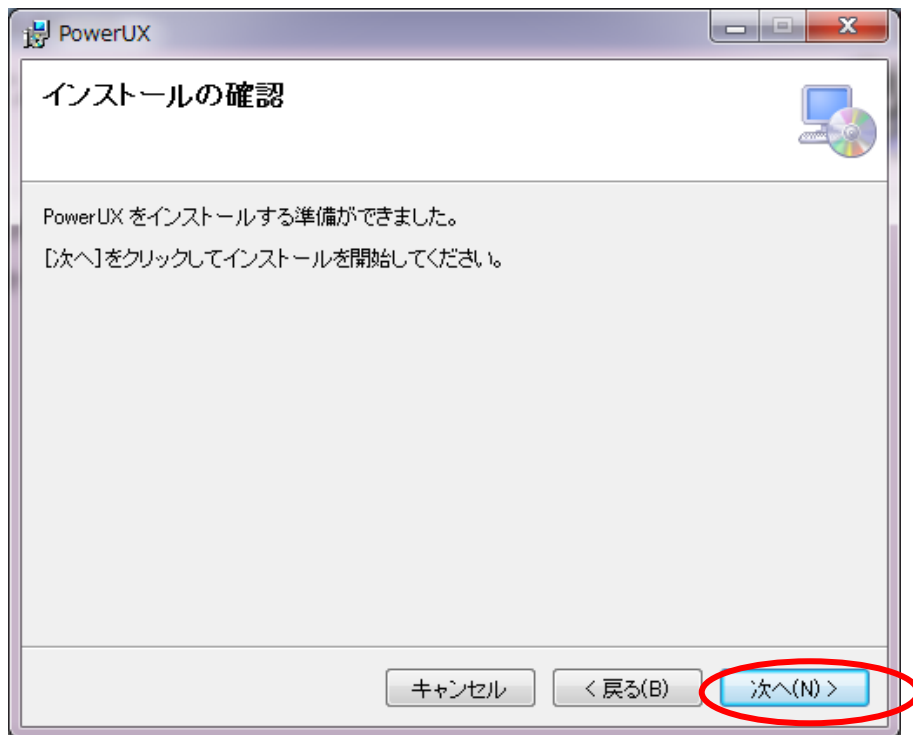 PowerUX
インストールの確認
PowerUX をインストールする準備ができました。
[次へ]をクリックしてインストールを開始してください。
キャンセル
< 戻る(B)
次へ(N) >